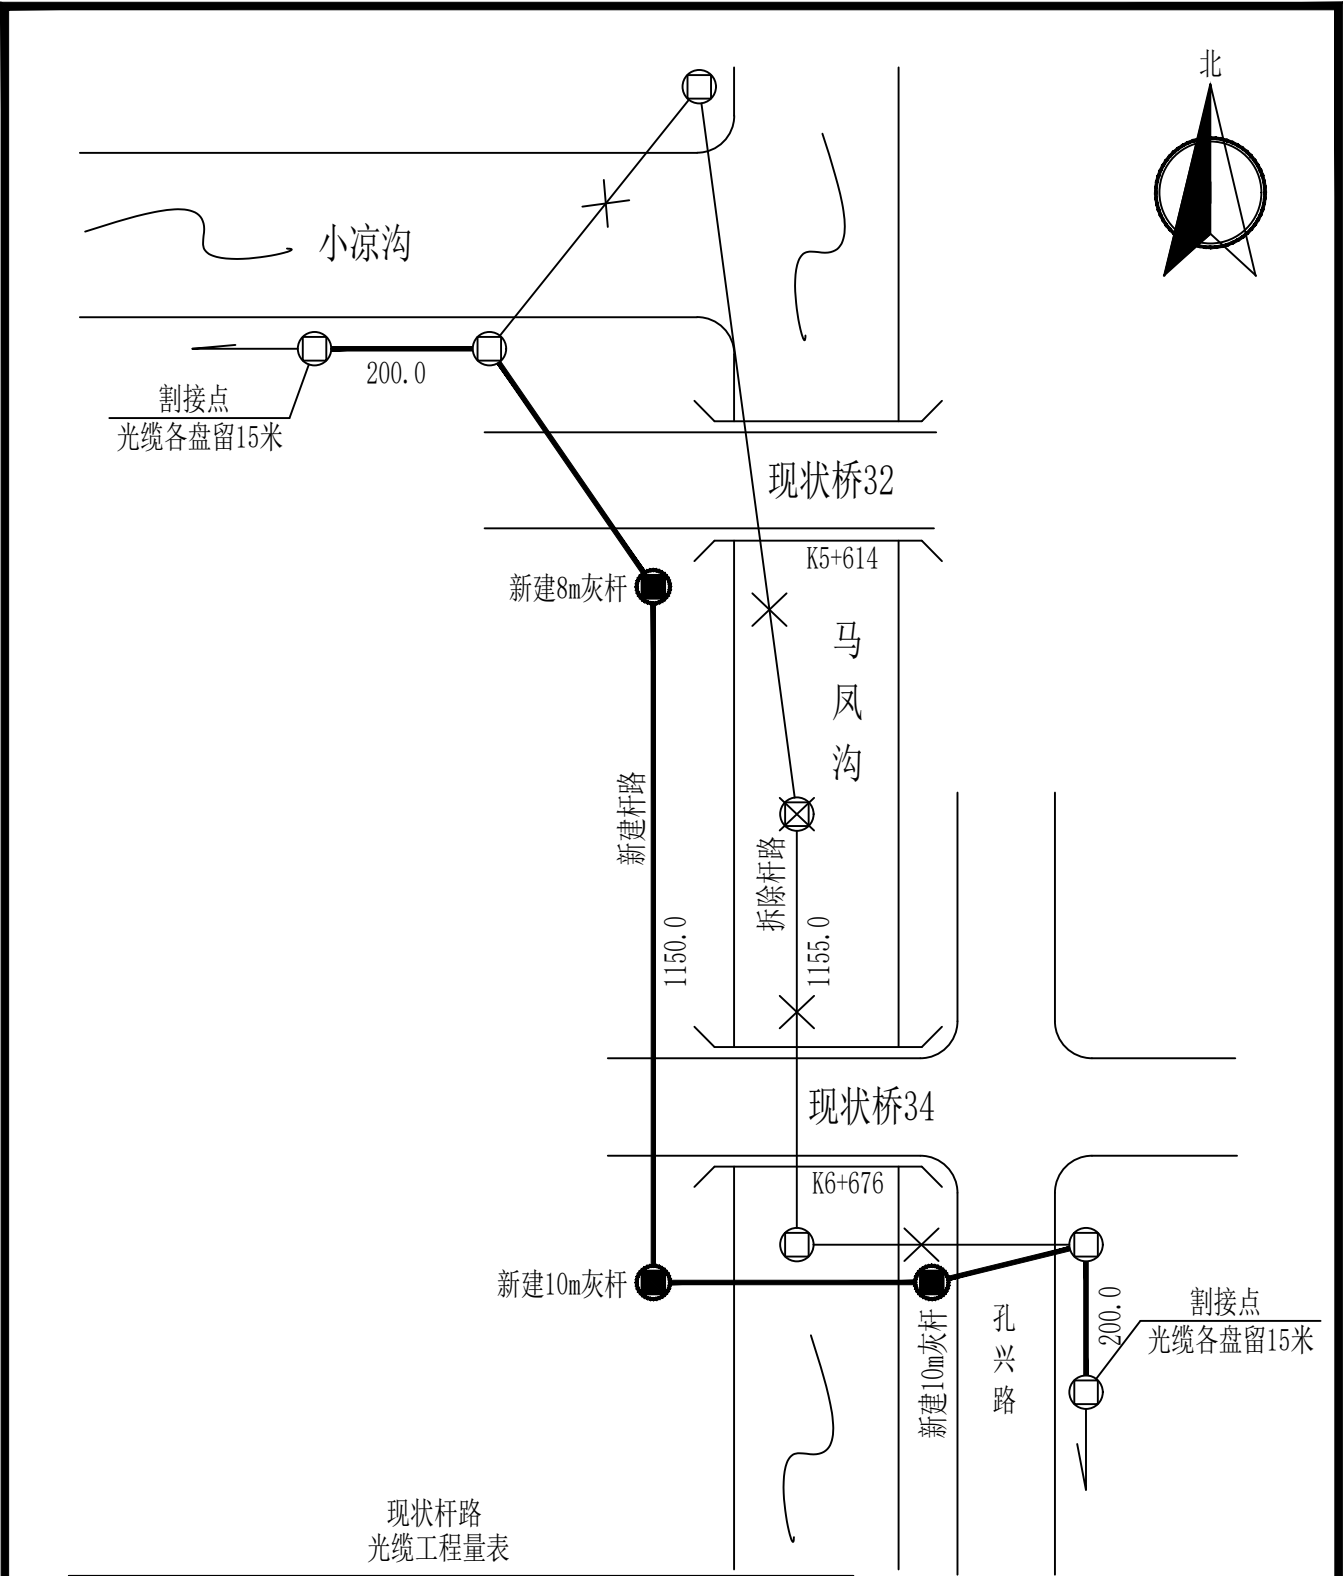 北
小凉沟
200.0
割接点
光缆各盘留15米
现状桥32
K5+614
新建8m灰杆
马凤沟
新建杆路
拆除杆路
1150.0
1155.0
现状桥34
K6+676
新建10m灰杆
新建10m灰杆
孔兴路
200.0
割接点
光缆各盘留15米
现状杆路
光缆工程量表